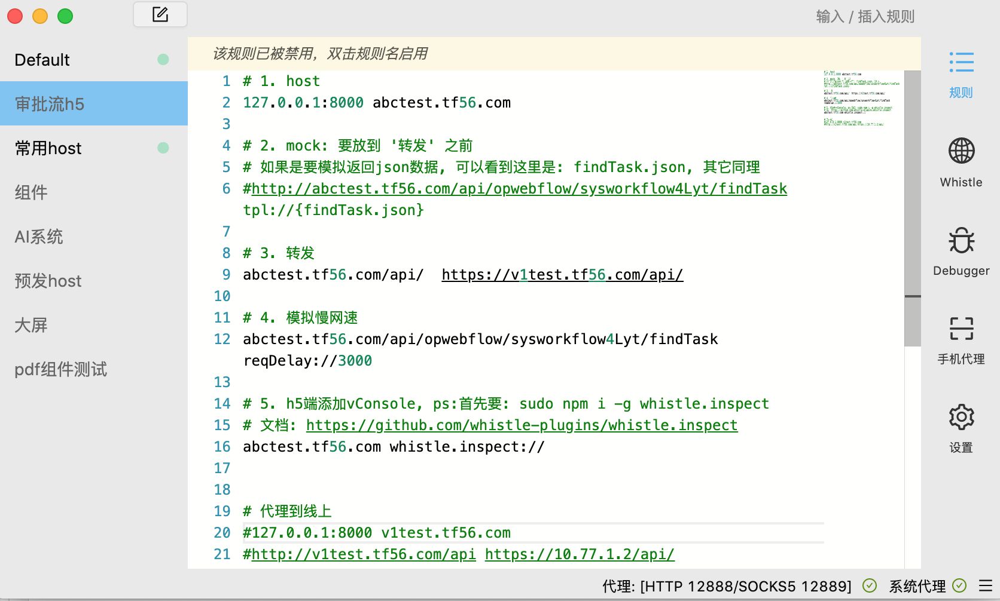 输入 / 插入规则
Default
审批流h5
常用host
组件
AI系统
预发host
大屏
pdf组件测试
该规则已被禁用，双击规则名启用
1 # 1. host
2 127.0.0.1:8000 abctest.tf56.com
3
4 # 2. mock: 要放到 '转发' 之前
5 # 如果是要模拟返回json数据, 可以看到这里是: findTask.json, 其它同理
6 #http://abctest.tf56.com/api/opwebflow/sysworkflow4Lyt/findTask
tpl://{findTask.json}
7
8 # 3. 转发
9 abctest.tf56.com/api/  https://v1test.tf56.com/api/
10
11 # 4. 模拟慢网速
12 abctest.tf56.com/api/opwebflow/sysworkflow4Lyt/findTask
reqDelay://3000
13
14 # 5. h5端添加vConsole, ps:首先要: sudo npm i -g whistle.inspect
15 # 文档: https://github.com/whistle-plugins/whistle.inspect
16 abctest.tf56.com whistle.inspect://
17
18
19 # 代理到线上
20 #127.0.0.1:8000 v1test.tf56.com
21 #http://v1test.tf56.com/api https://10.77.1.2/api/
规则
Whistle
Debugger
手机代理
设置
代理: [HTTP 12888/SOCKS5 12889] 系统代理